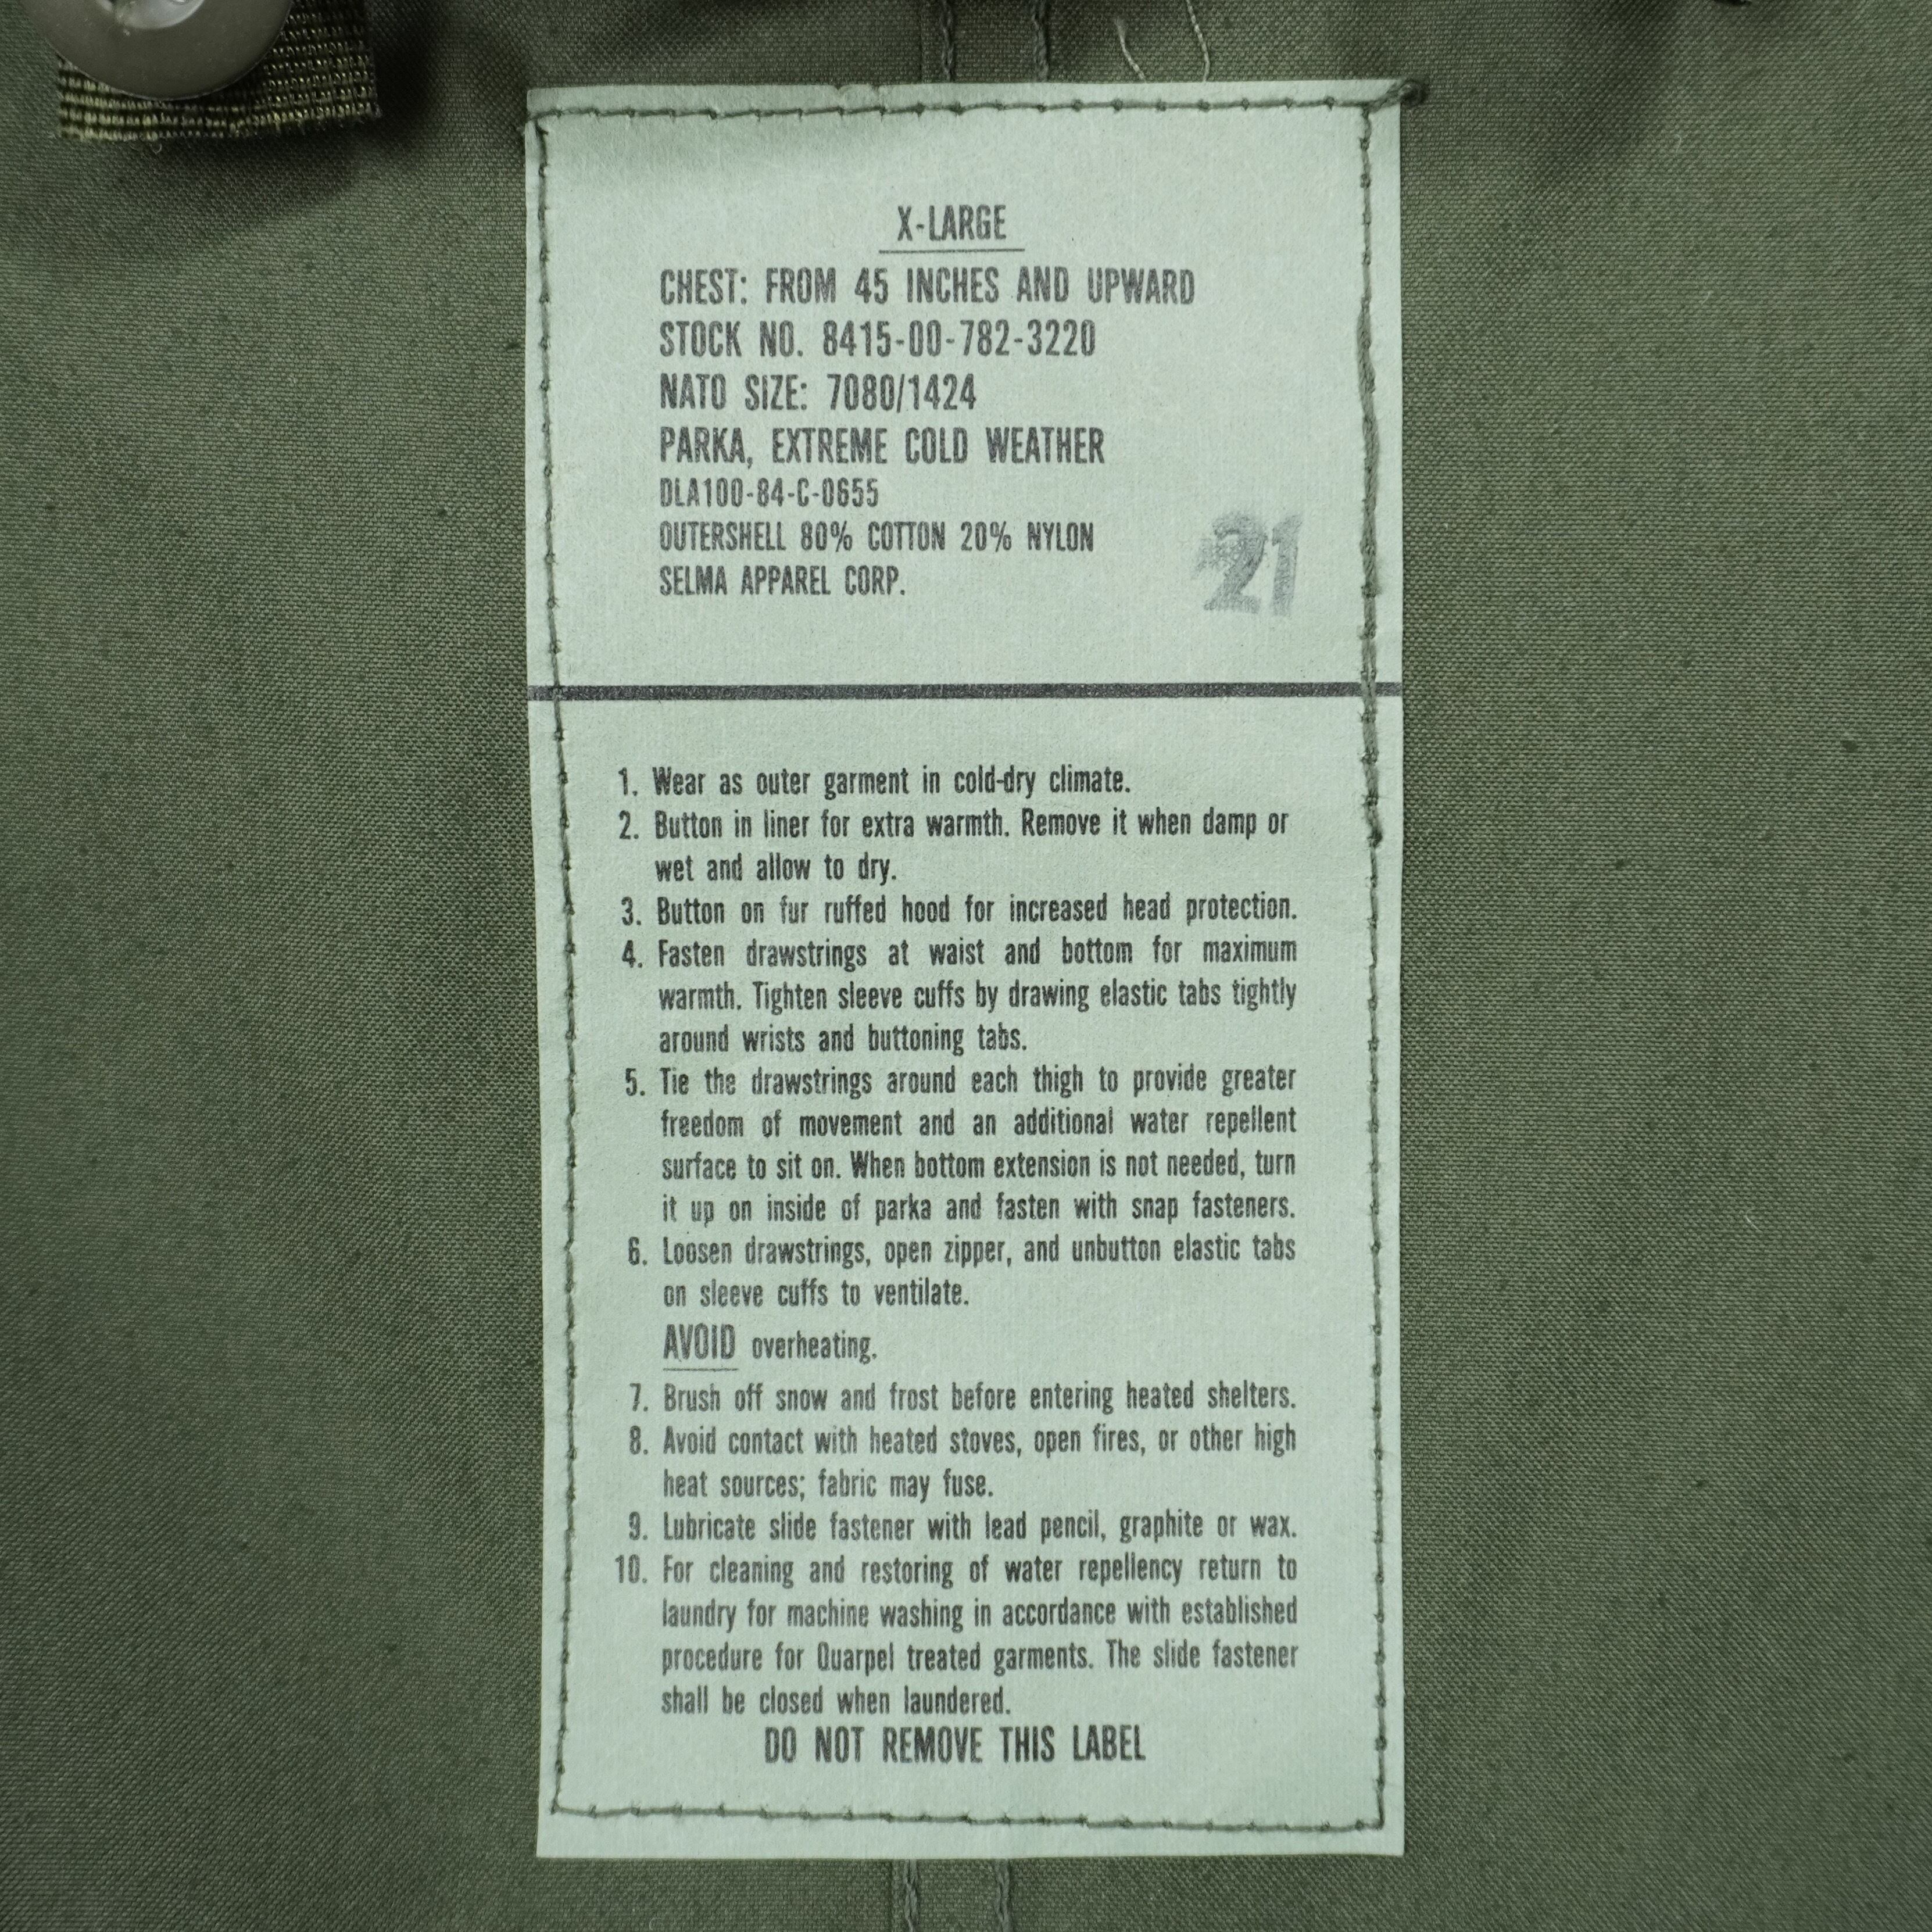 X-LARGE
CHEST: FROM 45 INCHES AND UPWARD
STOCK NO. 8415-00-782-3220
NATO SIZE: 7080/1424
PARKA, EXTREME COLD WEATHER
DLA100-84-C-0655
OUTERSHELL 80% COTTON 20% NYLON
SELMA APPAREL CORP.
21
1. Wear as outer garment in cold-dry climate.
2. Button in liner for extra warmth. Remove it when damp or
wet and allow to dry.
3. Button on fur ruffed hood for increased head protection.
4. Fasten drawstrings at waist and bottom for maximum
warmth. Tighten sleeve cuffs by drawing elastic tabs tightly
around wrists and buttoning tabs.
5. Tie the drawstrings around each thigh to provide greater
freedom of movement and an additional water repellent
surface to sit on. When bottom extension is not needed, turn
it up on inside of parka and fasten with snap fasteners.
6. Loosen drawstrings, open zipper, and unbutton elastic tabs
on sleeve cuffs to ventilate.
AVOID overheating.
7. Brush off snow and frost before entering heated shelters.
8. Avoid contact with heated stoves, open fires, or other high
heat sources; fabric may fuse.
9. Lubricate slide fastener with lead pencil, graphite or wax.
10. For cleaning and restoring of water repellency return to
laundry for machine washing in accordance with established
procedure for Quarpel treated garments. The slide fastener
shall be closed when laundered.
DO NOT REMOVE THIS LABEL